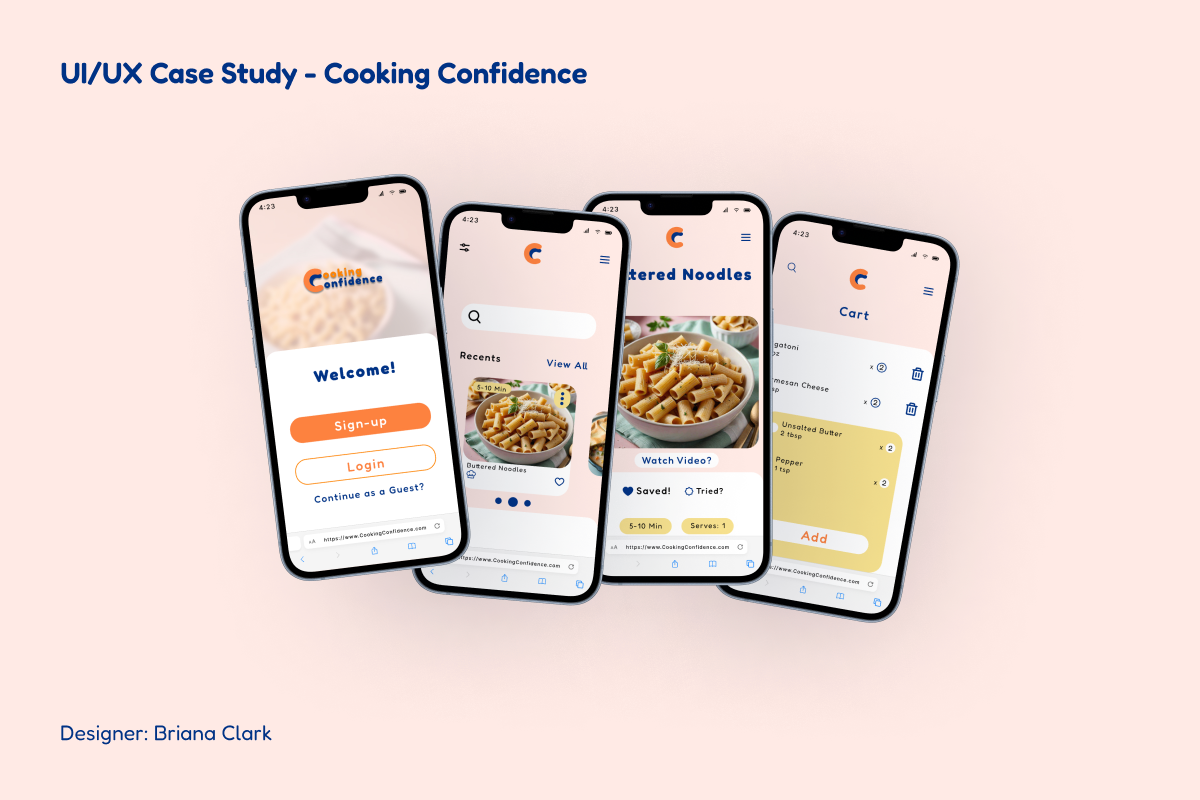 UI/UX Case Study - Cooking Confidence
4:23
Cooking
Confidence
Welcome!
Sign-up
Login
Continue as a Guest?
AA https://www.CookingConfidence.com
4:23
C
Recents
View All
5-10 Min
Buttered Noodles
https://www.CookingConfidence.com
4:23
C
tered Noodles
Watch Video?
Saved!
Tried?
5-10 Min
Serves: 1
AA https://www.CookingConfidence.com
4:23
C
Cart
gatoni
oz
x 2
mesan Cheese
sp
x 2
Unsalted Butter
2 tbsp
x 2
Pepper
1 tsp
x 2
Add
s://www.CookingConfidence.com
Designer: Briana Clark